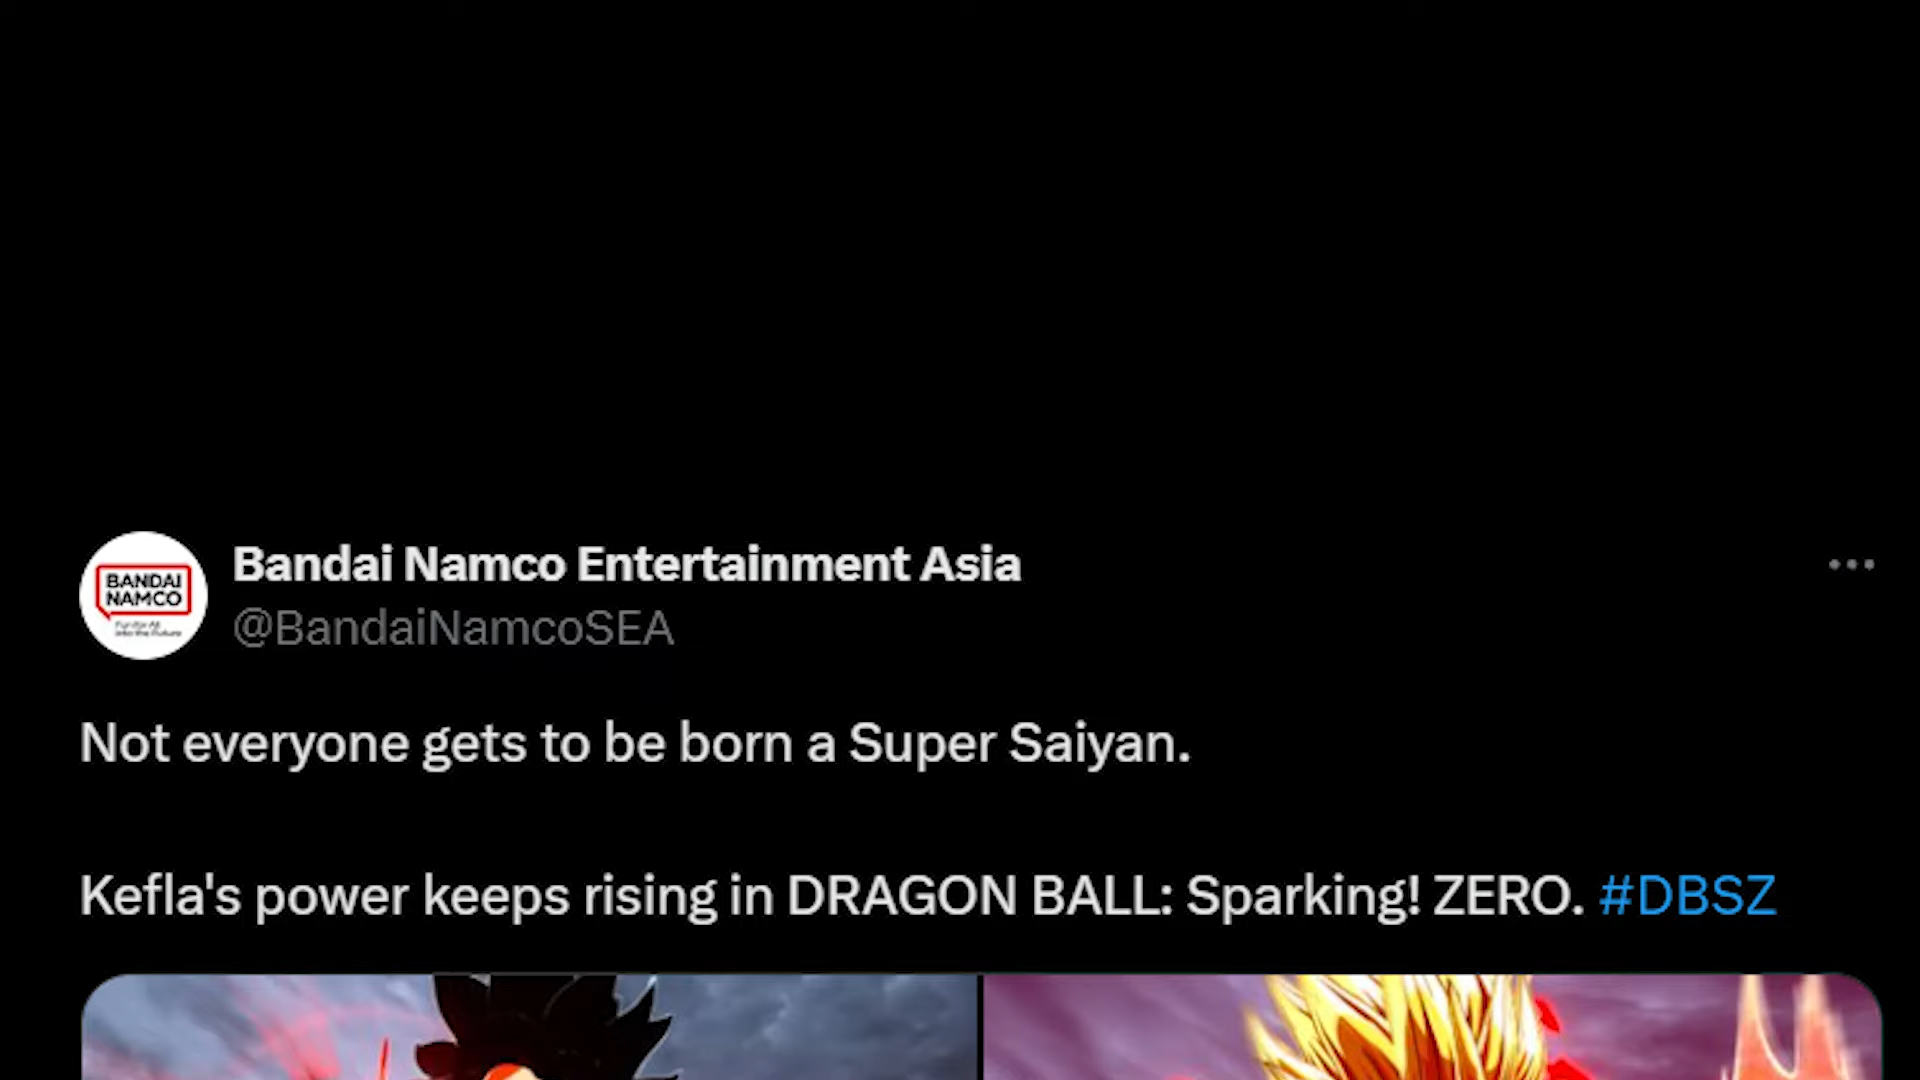 BANDAI
NAMCO
Bandai Namco Entertainment Asia
@BandaiNamcoSEA
Not everyone gets to be born a Super Saiyan.
Kefla's power keeps rising in DRAGON BALL: Sparking! ZERO. #DBSZ